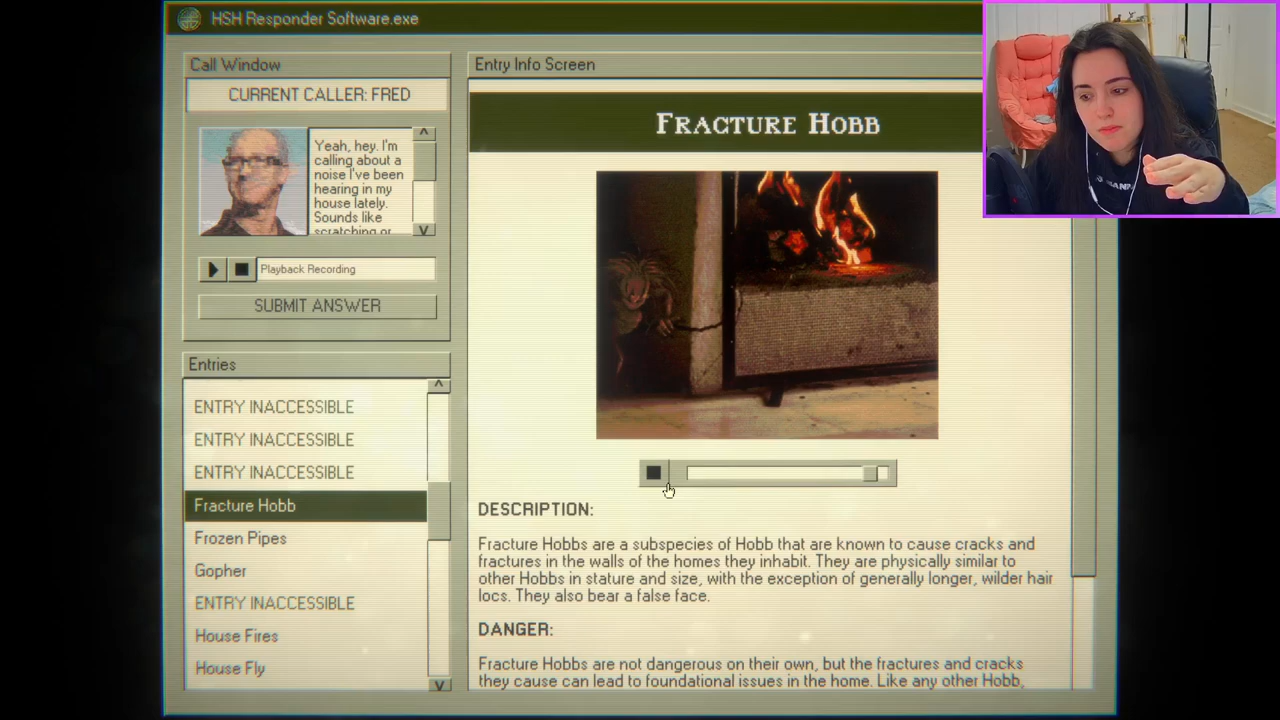 HSH Responder Software.exe
Call Window
CURRENT CALLER: FRED
Yeah, hey. I'm
calling about a
noise I've been
hearing in my
house lately.
Sounds like
scratching or
Playback Recording
SUBMIT ANSWER
Entries
ENTRY INACCESSIBLE
ENTRY INACCESSIBLE
ENTRY INACCESSIBLE
Fracture Hobb
Frozen Pipes
Gopher
ENTRY INACCESSIBLE
House Fires
House Fly
Entry Info Screen
FRACTURE HOBB
DESCRIPTION:
Fracture Hobbs are a subspecies of Hobb that are known to cause cracks and
fractures in the walls of the homes they inhabit. They are physically similar to
other Hobbs in stature and size, with the exception of generally longer, wilder hair
locs. They also bear a false face.
DANGER:
Fracture Hobbs are not dangerous on their own, but the fractures and cracks
they cause can lead to foundational issues in the home. Like any other Hobb,